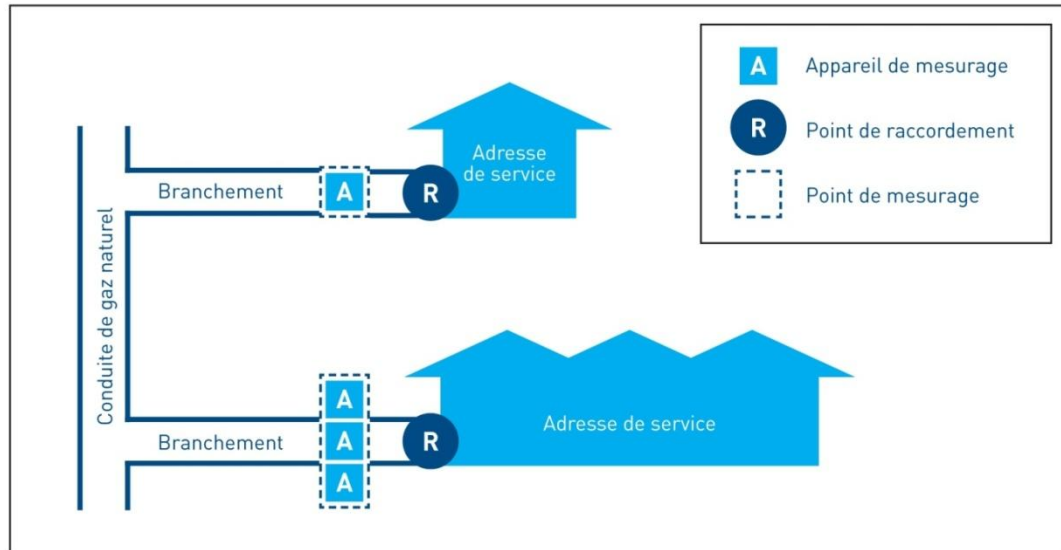 A Appareil de mesurage
R Point de raccordement
Point de mesurage
Adresse
de service
Branchement
A
R
Conduite de gaz naturel
A
A
A
Branchement
R
Adresse de service